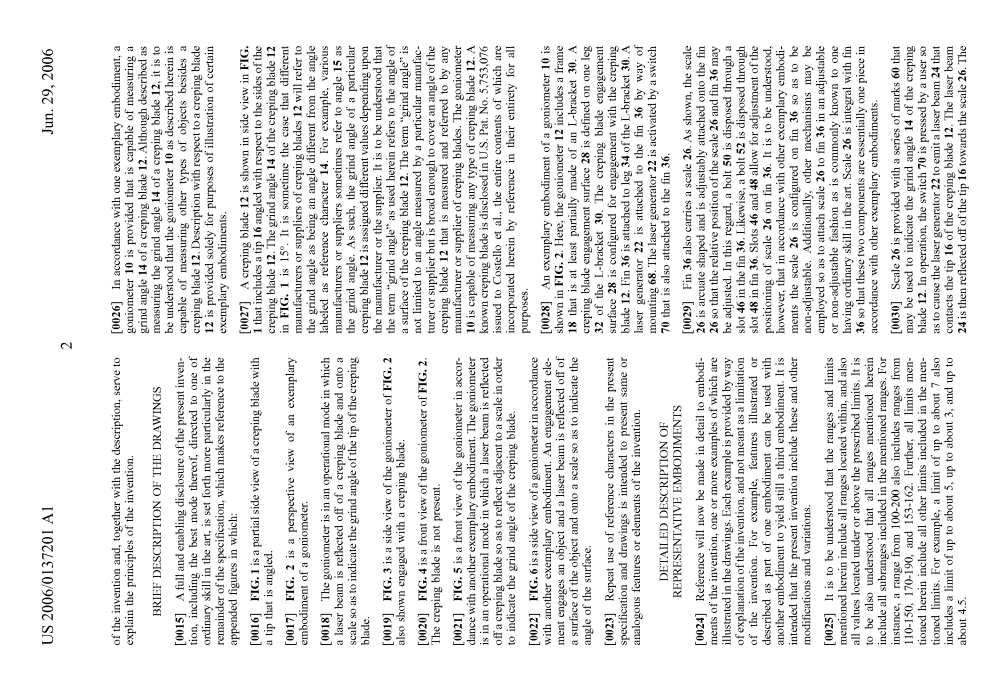 US 2006/0137201 A1
Jun. 29, 2006
2
of the invention and, together with the description, serve to
explain the principles of the invention.
BRIEF DESCRIPTION OF THE DRAWINGS
[0015] A full and enabling disclosure of the present inven-
tion, including the best mode thereof, directed to one of
ordinary skill in the art, is set forth more particularly in the
remainder of the specification, which makes reference to the
appended figures in which:
[0016] FIG. 1 is a partial side view of a creping blade with
a tip that is angled.
[0017] FIG. 2 is a perspective view of an exemplary
embodiment of a goniometer.
[0018] The goniometer is in an operational mode in which
a laser beam is reflected off of a creping blade and onto a
scale so as to indicate the grind angle of the tip of the creping
blade.
[0019] FIG. 3 is a side view of the goniometer of FIG. 2
also shown engaged with a creping blade.
[0020] FIG. 4 is a front view of the goniometer of FIG. 2.
The creping blade is not present.
[0021] FIG. 5 is a front view of the goniometer in accor-
dance with another exemplary embodiment. The goniometer
is in an operational mode in which a laser beam is reflected
off a creping blade so as to reflect adjacent to a scale in order
to indicate the grind angle of the creping blade.
[0022] FIG. 6 is a side view of a goniometer in accordance
with another exemplary embodiment. An engagement ele-
ment engages an object and a laser beam is reflected off of
a surface of the object and onto a scale so as to indicate the
angle of the surface.
[0023] Repeat use of reference characters in the present
specification and drawings is intended to present same or
analogous features or elements of the invention.
DETAILED DESCRIPTION OF
REPRESENTATIVE EMBODIMENTS
[0024] Reference will now be made in detail to embodi-
ments of the invention, one or more examples of which are
illustrated in the drawings. Each example is provided by way
of explanation of the invention, and not meant as a limitation
of the invention. For example, features illustrated or
described as part of one embodiment can be used with
another embodiment to yield still a third embodiment. It is
intended that the present invention include these and other
modifications and variations.
[0025] It is to be understood that the ranges and limits
mentioned herein include all ranges located within, and also
all values located under or above the prescribed limits. It is
to be also understood that all ranges mentioned herein
include all subranges included in the mentioned ranges. For
instance, a range from 100-200 also includes ranges from
110-150, 170-190, and 153-162. Further, all limits men-
tioned herein include all other limits included in the men-
tioned limits. For example, a limit of up to about 7 also
includes a limit of up to about 5, up to about 3, and up to
about 4.5.
[0026] In accordance with one exemplary embodiment, a
goniometer 10 is provided that is capable of measuring a
grind angle 14 of a creping blade 12. Although described as
measuring the grind angle 14 of a creping blade 12, it is to
be understood that the goniometer 10 as described herein is
capable of measuring other types of objects besides a
creping blade 12. Description with respect to a creping blade
12 is provided solely for purposes of illustration of certain
exemplary embodiments.
[0027] A creping blade 12 is shown in side view in FIG.
1 that includes a tip 16 angled with respect to the sides of the
creping blade 12. The grind angle 14 of the creping blade 12
in FIG. 1 is 15°. It is sometime the case that different
manufacturers or suppliers of creping blades 12 will refer to
the grind angle as being an angle different from the angle
labeled as reference character 14. For example, various
manufacturers or suppliers sometimes refer to angle 15 as
the grind angle. As such, the grind angle of a particular
creping blade 12 is assigned different values depending upon
the manufacturer or the supplier. It is to be understood that
the term "grind angle" as used herein refers to the angle of
a surface of the creping blade 12. The term "grind angle" is
not limited to an angle measured by a particular manufac-
turer or supplier but is broad enough to cover an angle of the
creping blade 12 that is measured and referred to by any
manufacturer or supplier of creping blades. The goniometer
10 is capable of measuring any type of creping blade 12. A
known creping blade is disclosed in U.S. Pat. No. 5,753,076
issued to Costello et al., the entire contents of which are
incorporated herein by reference in their entirety for all
purposes.
[0028] An exemplary embodiment of a goniometer 10 is
shown in FIG. 2. Here, the goniometer 12 includes a frame
18 that is at least partially made of an L-bracket 30. A
creping blade engagement surface 28 is defined on one leg
32 of the L-bracket 30. The creping blade engagement
surface 28 is configured for engagement with the creping
blade 12. Fin 36 is attached to leg 34 of the L-bracket 30. A
laser generator 22 is attached to the fin 36 by way of
mounting 68. The laser generator 22 is activated by a switch
70 that is also attached to the fin 36.
[0029] Fin 36 also carries a scale 26. As shown, the scale
26 is arcuate shaped and is adjustably attached onto the fin
26 so that the relative position of the scale 26 and fin 36 may
be adjusted. In this regard, a bolt 50 is disposed through a
slot 46 in the fin 36. Likewise, a bolt 52 is disposed through
slot 48 in fin 36. Slots 46 and 48 allow for adjustment of the
positioning of scale 26 on fin 36. It is to be understood,
however, that in accordance with other exemplary embodi-
ments the scale 26 is configured on fin 36 so as to be
non-adjustable. Additionally, other mechanisms may be
employed so as to attach scale 26 to fin 36 in an adjustable
or non-adjustable fashion as is commonly known to one
having ordinary skill in the art. Scale 26 is integral with fin
36 so that these two components are essentially one piece in
accordance with other exemplary embodiments.
[0030] Scale 26 is provided with a series of marks 60 that
may be used to indicate the grind angle 14 of the creping
blade 12. In operation, the switch 70 is pressed by a user so
as to cause the laser generator 22 to emit a laser beam 24 that
contacts the tip 16 of the creping blade 12. The laser beam
24 is then reflected off of the tip 16 towards the scale 26. The